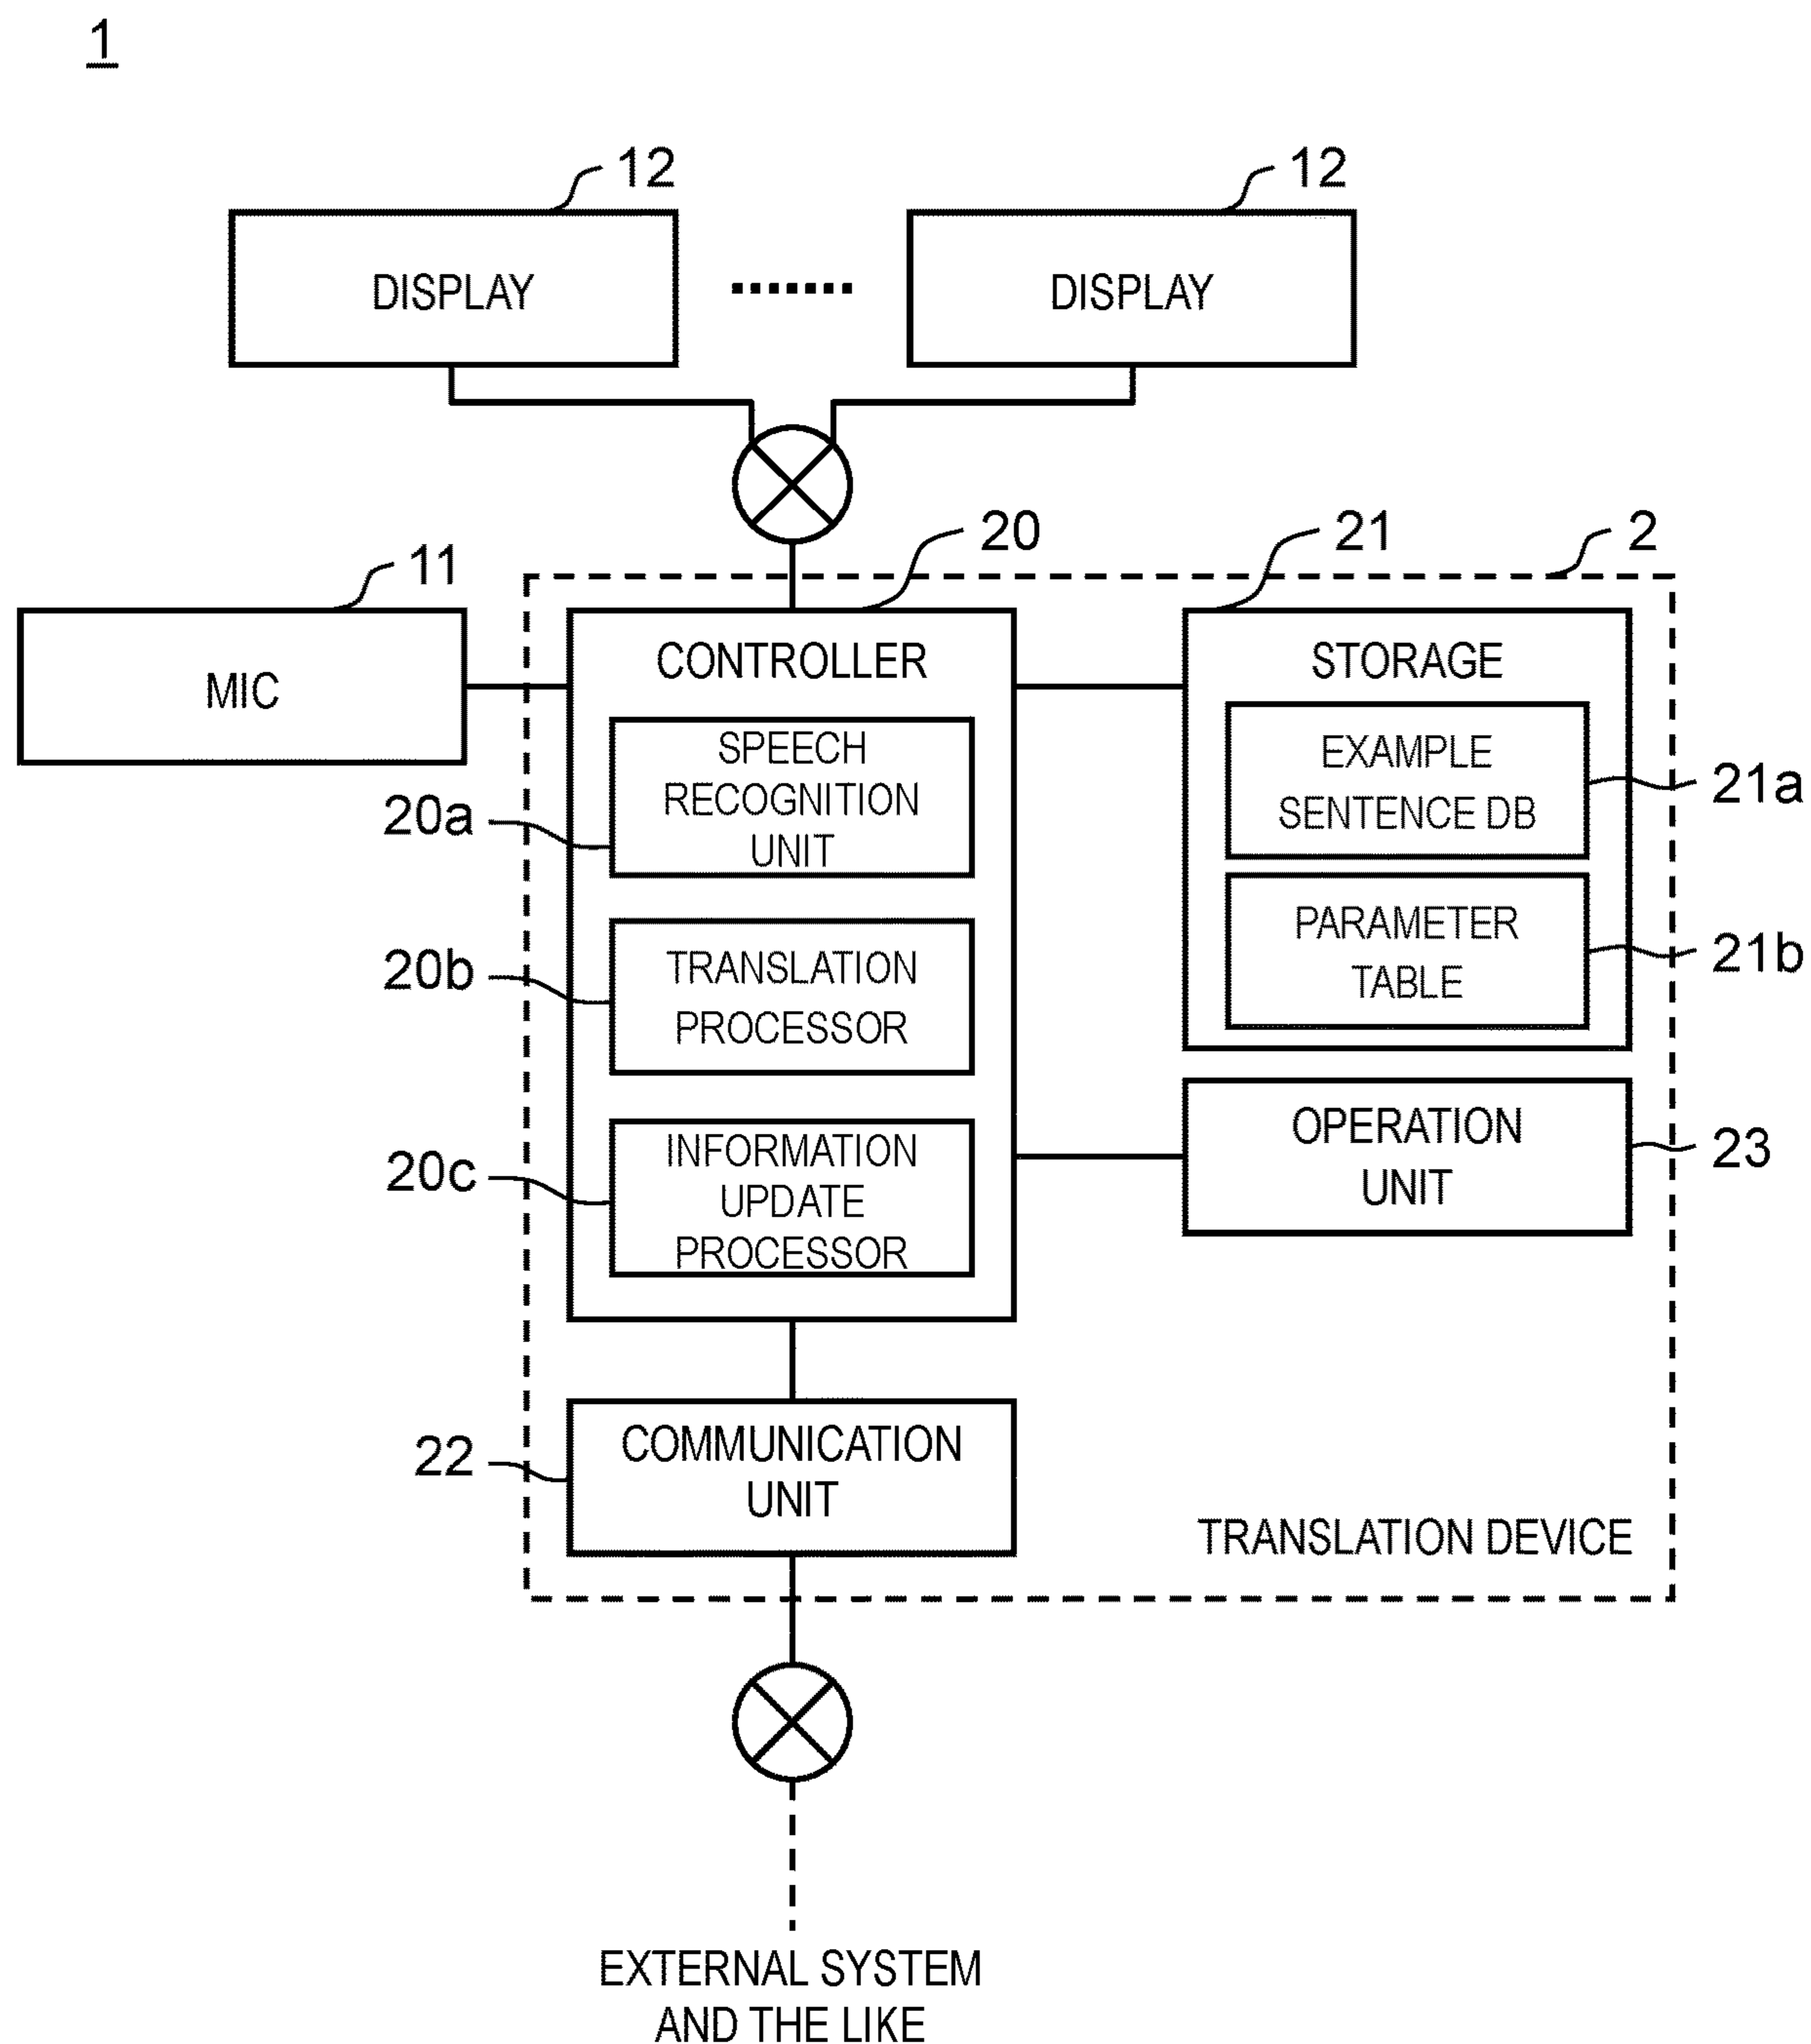 1
12
12
DISPLAY
DISPLAY
20
21
2
11
MIC
CONTROLLER
STORAGE
SPEECH
RECOGNITION
UNIT
20a
EXAMPLE
SENTENCE DB
21a
TRANSLATION
PROCESSOR
20b
PARAMETER
TABLE
21b
INFORMATION
UPDATE
PROCESSOR
20c
OPERATION
UNIT
23
COMMUNICATION
UNIT
22
TRANSLATION DEVICE
EXTERNAL SYSTEM
AND THE LIKE